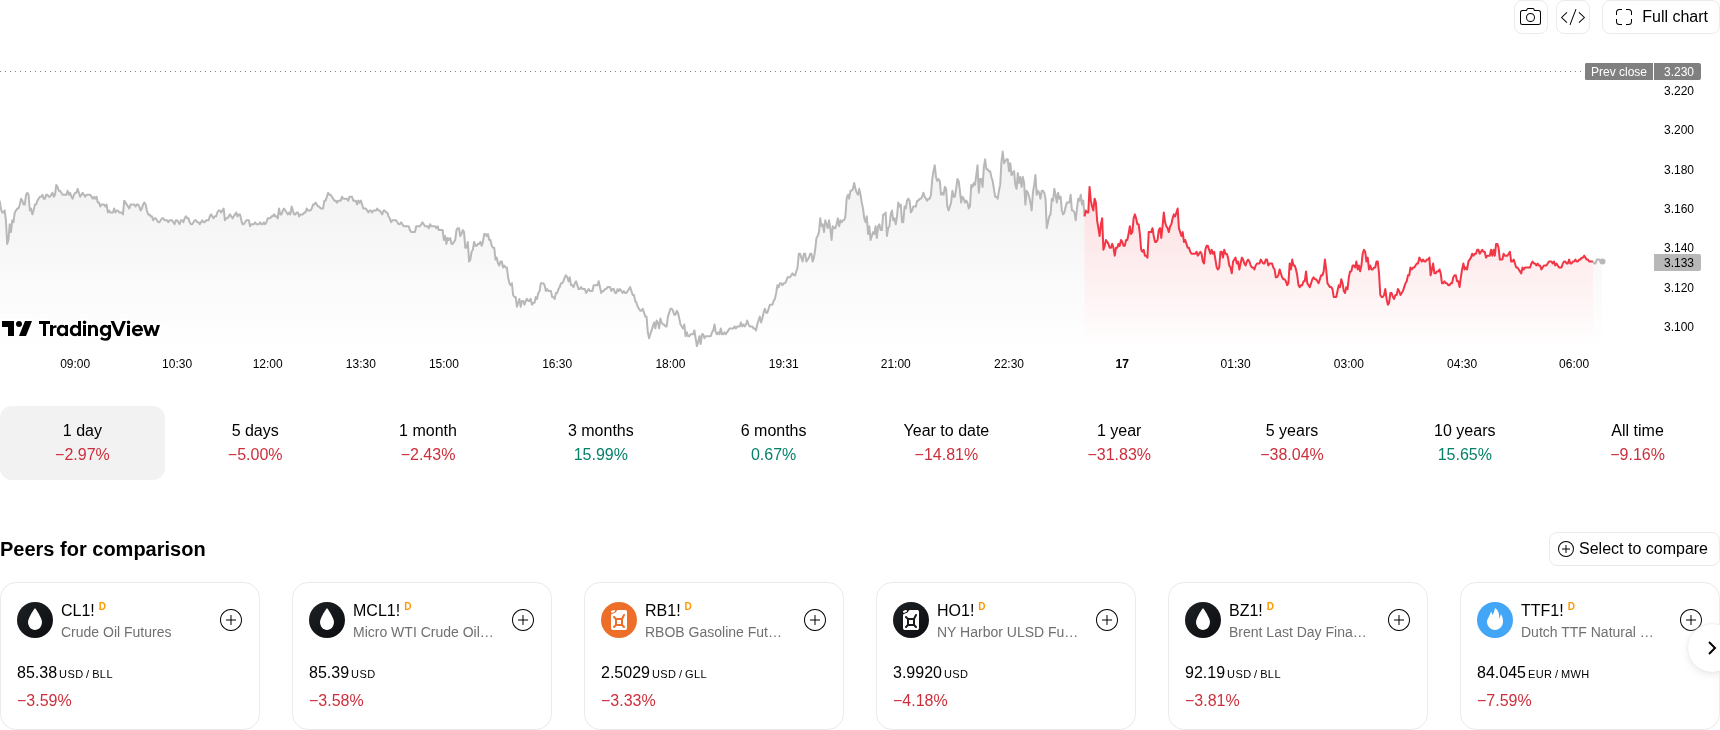 Full chart
Prev close 3.230
3.220
3.200
3.180
3.160
3.140
3.133
3.120
3.100
TradingView
09:00 10:30 12:00 13:30 15:00 16:30 18:00 19:31 21:00 22:30 17 01:30 03:00 04:30 06:00
1 day 5 days 1 month 3 months 6 months Year to date 1 year 5 years 10 years All time
−2.97% −5.00% −2.43% 15.99% 0.67% −14.81% −31.83% −38.04% 15.65% −9.16%
Peers for comparison
Select to compare
CL1! D
Crude Oil Futures
85.38 USD / BLL
−3.59%
MCL1! D
Micro WTI Crude Oil…
85.39 USD
−3.58%
RB1! D
RBOB Gasoline Fut…
2.5029 USD / GLL
−3.33%
HO1! D
NY Harbor ULSD Fu…
3.9920 USD
−4.18%
BZ1! D
Brent Last Day Fina…
92.19 USD / BLL
−3.81%
TTF1! D
Dutch TTF Natural …
84.045 EUR / MWH
−7.59%